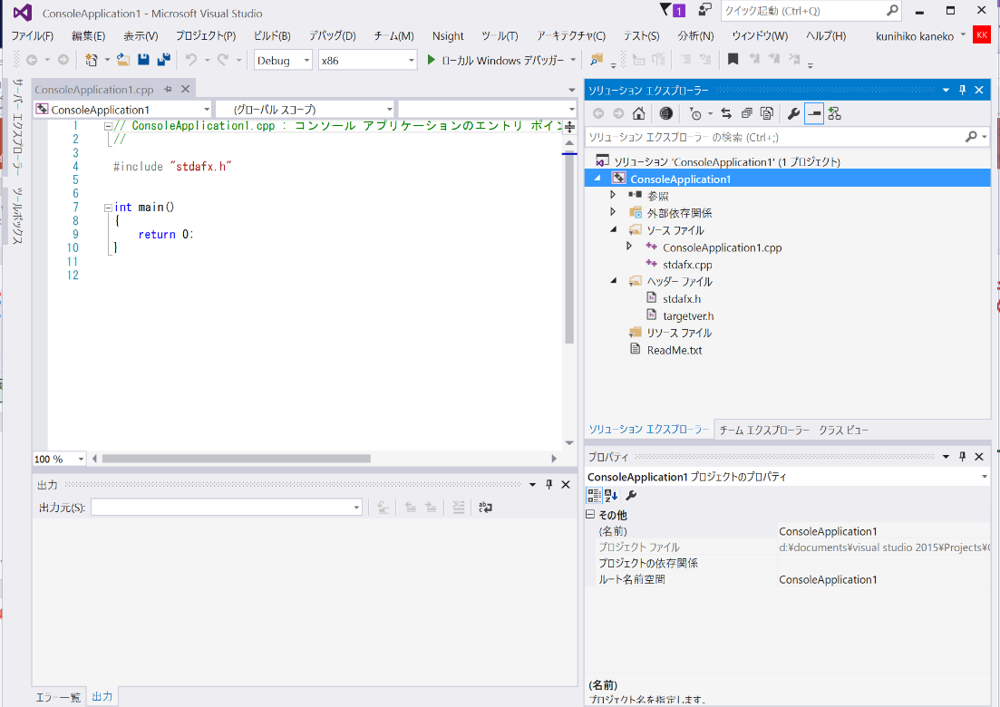 ConsoleApplication1 - Microsoft Visual Studio
1
クイック起動 (Ctrl+Q)
ファイル(F) 編集(E) 表示(V) プロジェクト(P) ビルド(B) デバッグ(D) チーム(M) Nsight ツール(T) アーキテクチャ(C) テスト(S) 分析(N) ウィンドウ(W) ヘルプ(H) kunihiko kaneko KK
Debug x86 ローカル Windows デバッガー
サーバー エクスプローラー
ツールボックス
ConsoleApplication1.cpp
ConsoleApplication1 (グローバル スコープ)
1 // ConsoleApplication1.cpp : コンソール アプリケーションのエントリ ポイン
2 //
3
4 #include "stdafx.h"
5
6
7 int main()
8 {
9 return 0;
10 }
11
12
100 %
出力
出力元(S):
エラー一覧 出力
ソリューション エクスプローラー
ソリューション エクスプローラー の検索 (Ctrl+;)
ソリューション 'ConsoleApplication1' (1 プロジェクト)
ConsoleApplication1
参照
外部依存関係
ソース ファイル
ConsoleApplication1.cpp
stdafx.cpp
ヘッダー ファイル
stdafx.h
targetver.h
リソース ファイル
ReadMe.txt
ソリューション エクスプローラー チーム エクスプローラー クラス ビュー
プロパティ
ConsoleApplication1 プロジェクトのプロパティ
その他
(名前) ConsoleApplication1
プロジェクト ファイル d:¥documents¥visual studio 2015¥Projects¥C
プロジェクトの依存関係
ルート名前空間 ConsoleApplication1
(名前)
プロジェクト名を指定します。